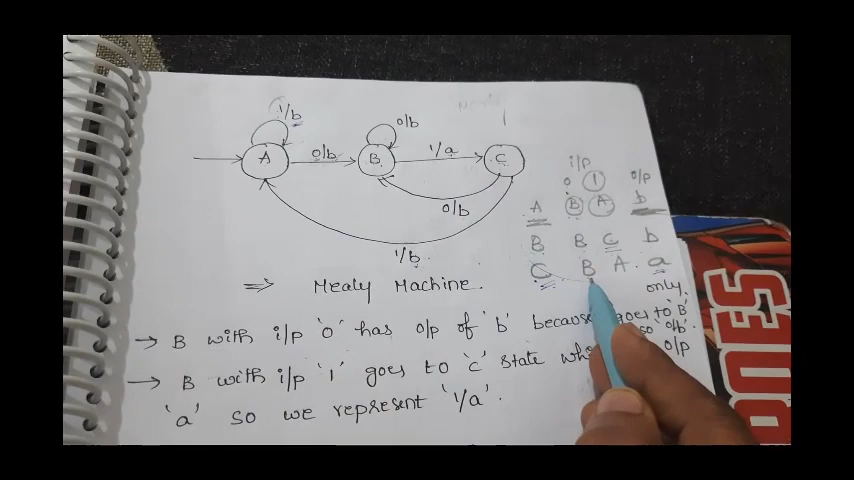 1/b
0/b
A
0/b
B
1/a
C
0/b
1/b
i/p
0 1 o/p
A B A b
B B C b
C B A a
⇒ Mealy Machine.
only
→ B with i/p '0' has o/p of 'b' because goes to 'B' so '0/b'.
→ B with i/p '1' goes to 'c' state o/p
'a' so we represent '1/a'.